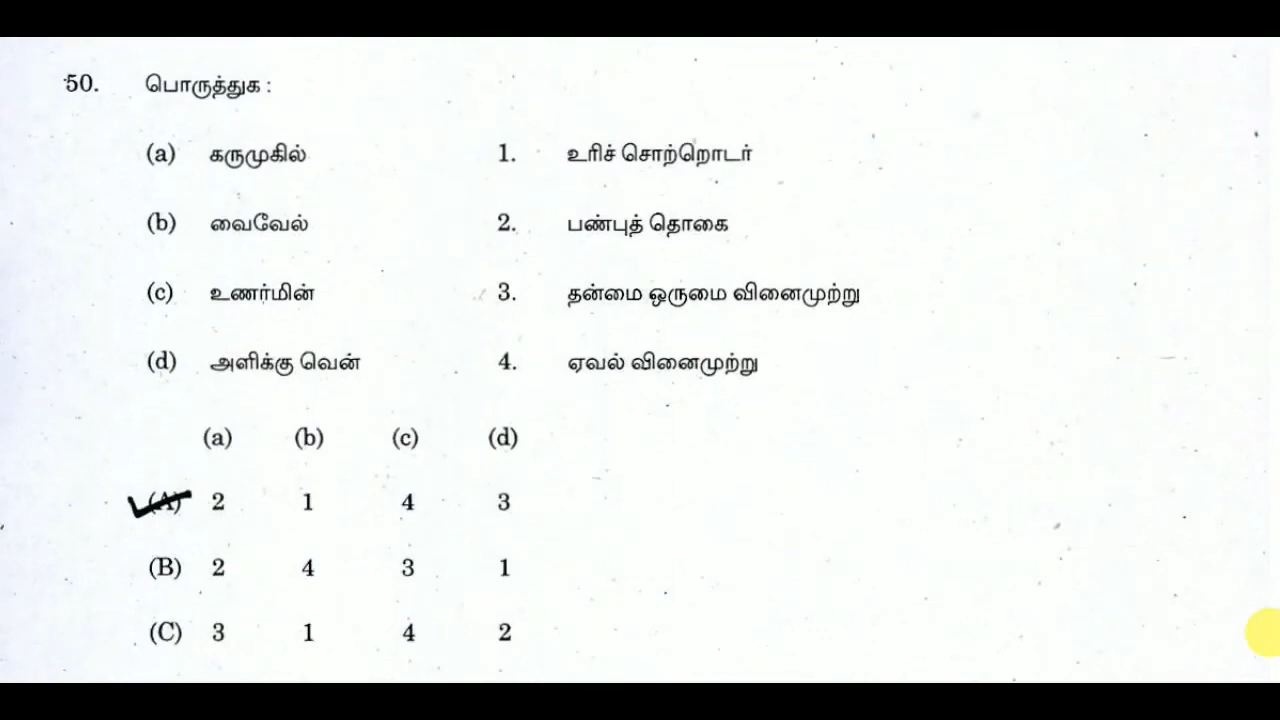 50. பொருத்துக :
(a) கருமுகில் 1. உரிச் சொற்றொடர்
(b) வைவேல் 2. பண்புத் தொகை
(c) உணர்மின் 3. தன்மை ஒருமை வினைமுற்று
(d) அளிக்கு வென் 4. ஏவல் வினைமுற்று
(a) (b) (c) (d)
(A) 2 1 4 3
(B) 2 4 3 1
(C) 3 1 4 2